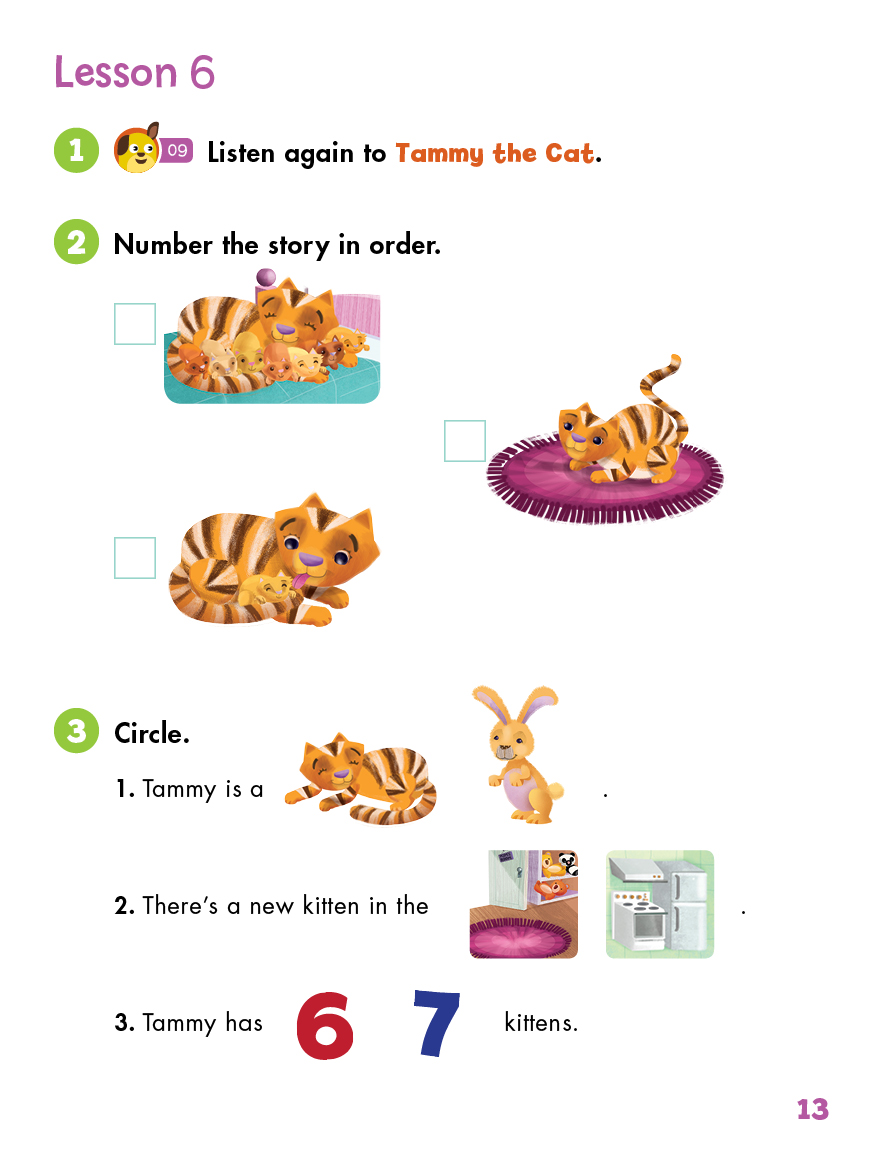 Lesson 6
1 09 Listen again to Tammy the Cat.
2 Number the story in order.
3 Circle.
1. Tammy is a .
2. There's a new kitten in the .
3. Tammy has 6 7 kittens.
13